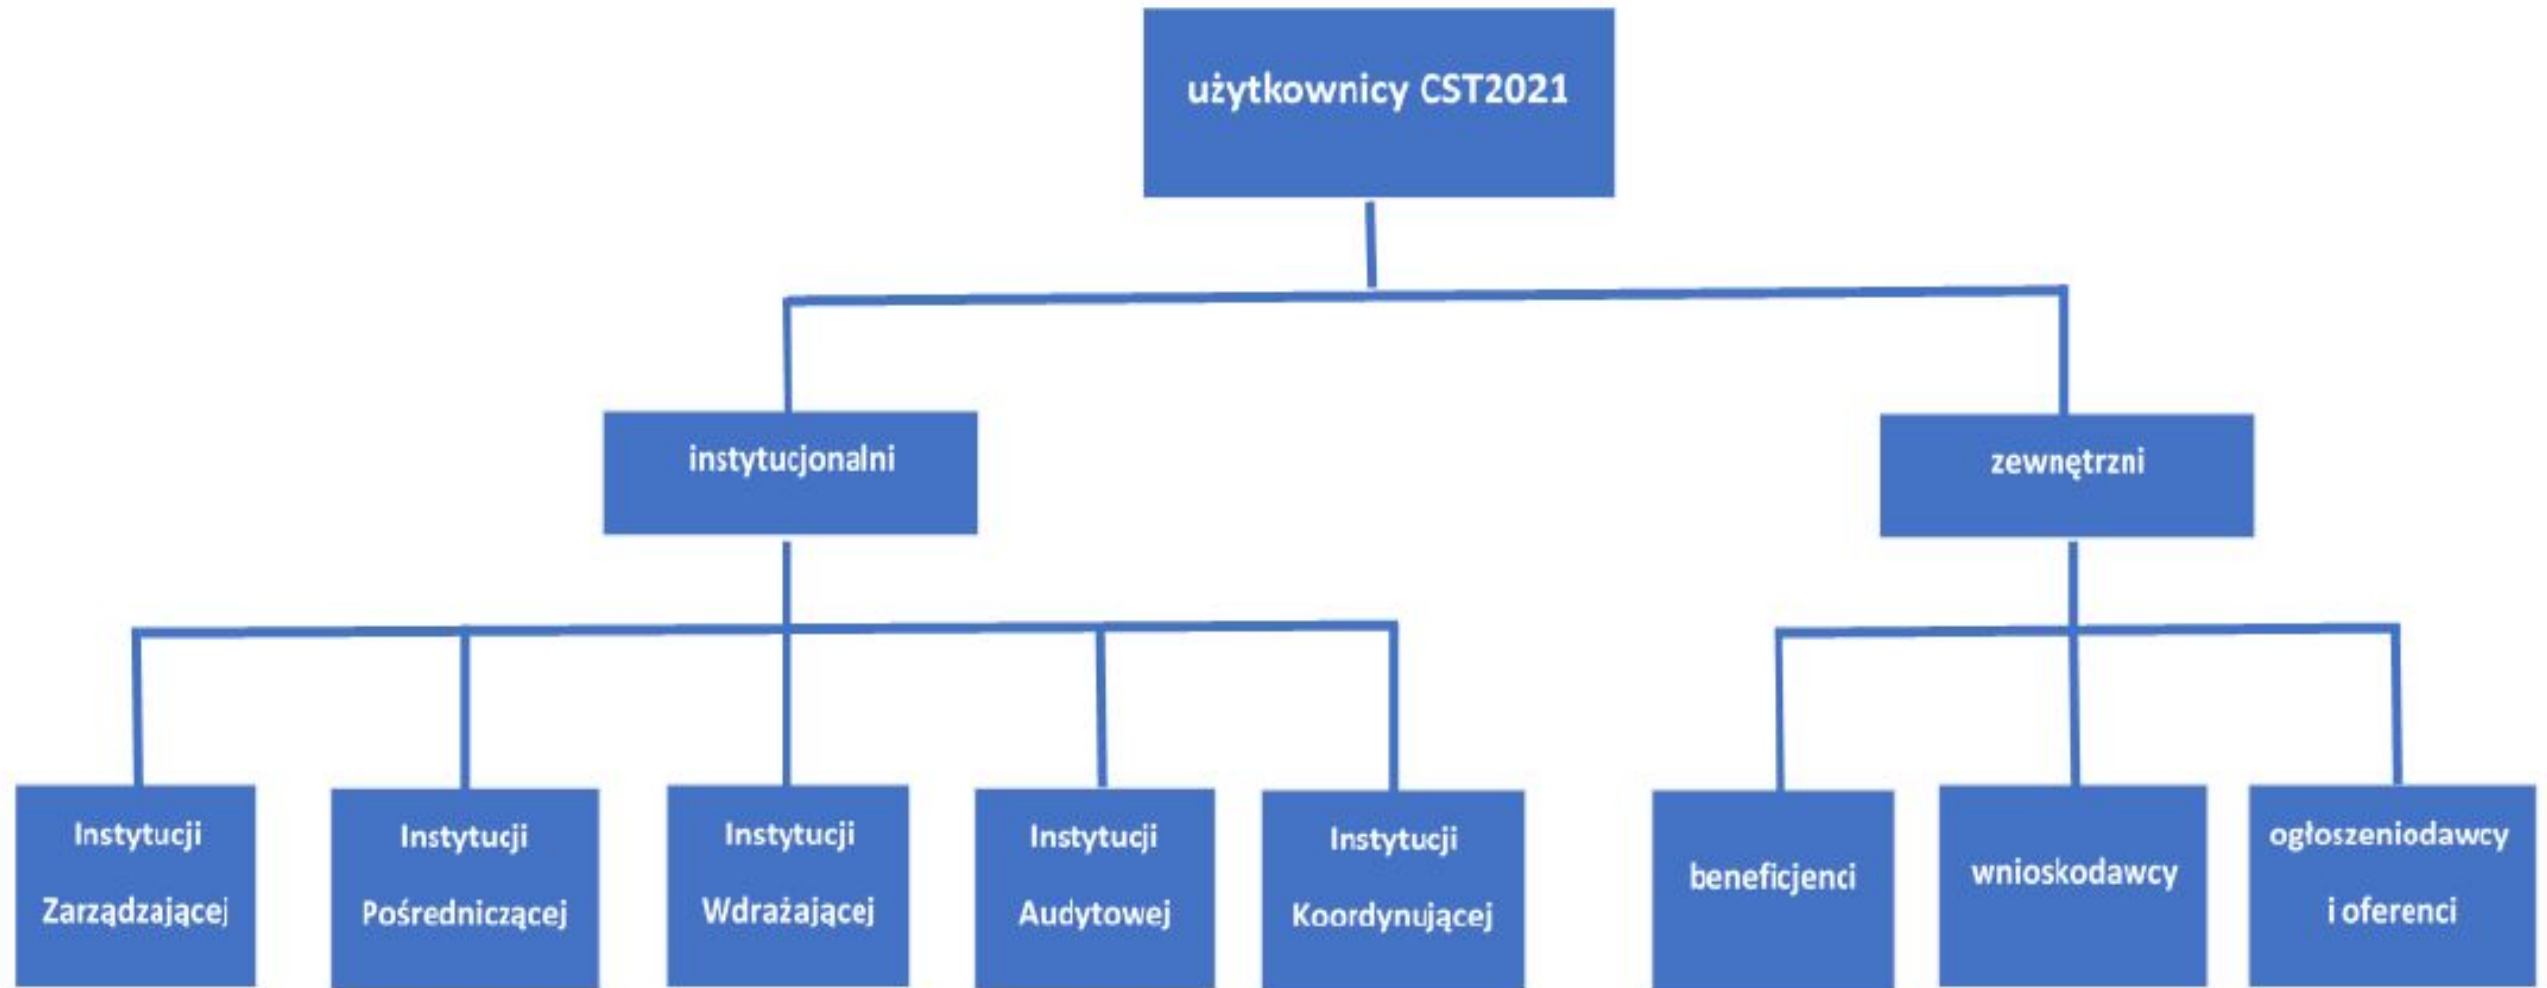 użytkownicy CST2021
instytucjonalni
zewnętrzni
Instytucji
Zarządzającej
Instytucji
Pośredniczącej
Instytucji
Wdrażającej
Instytucji
Audytowej
Instytucji
Koordynującej
beneficjenci
wnioskodawcy
ogłoszeniodawcy
i oferenci